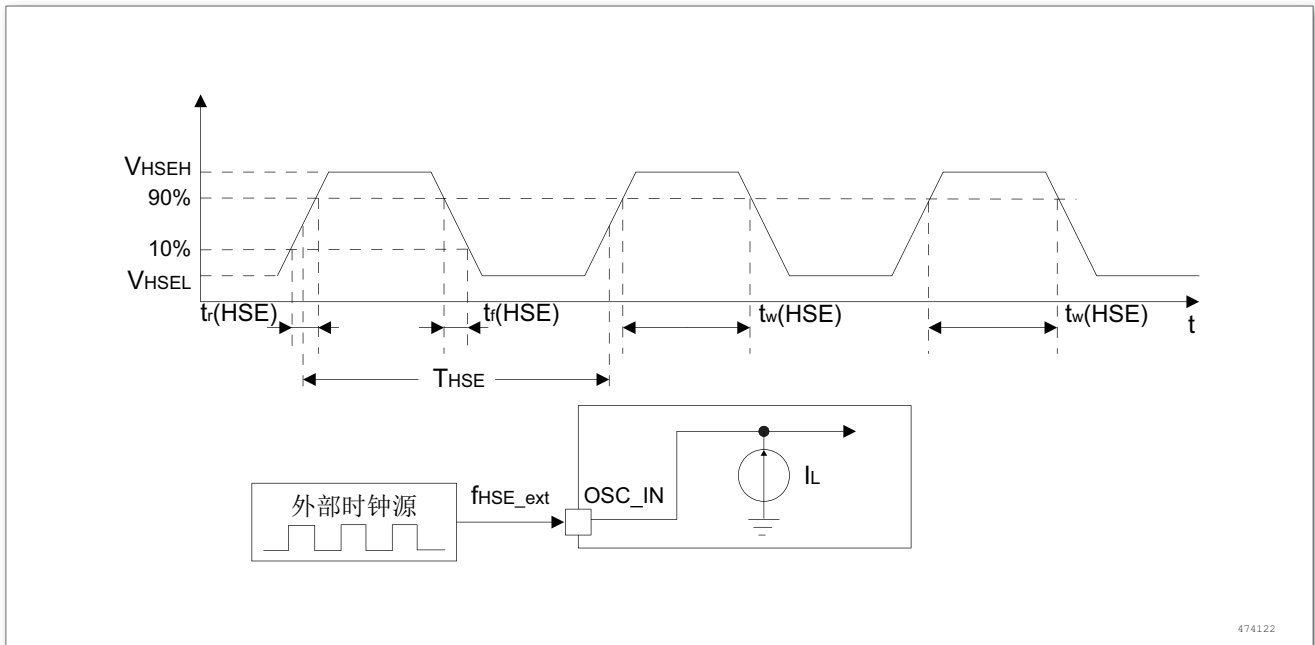 VHSEH
90%
10%
VHSEL
tr(HSE)
tf(HSE)
tw(HSE)
tw(HSE)
t
THSE
外部时钟源
fHSE_ext
OSC_IN
IL
474122